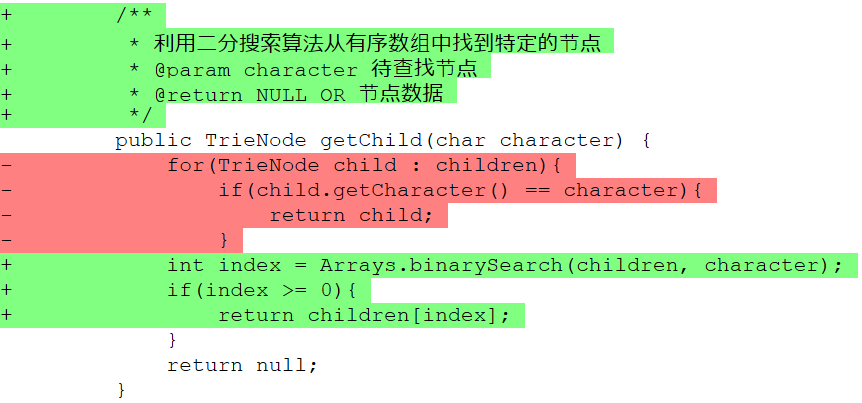 +        /**
+         * 利用二分搜索算法从有序数组中找到特定的节点
+         * @param character 待查找节点
+         * @return NULL OR 节点数据
+         */
         public TrieNode getChild(char character) {
-            for(TrieNode child : children){
-                if(child.getCharacter() == character){
-                    return child;
-                }
+            int index = Arrays.binarySearch(children, character);
+            if(index >= 0){
+                return children[index];
             }
             return null;
         }